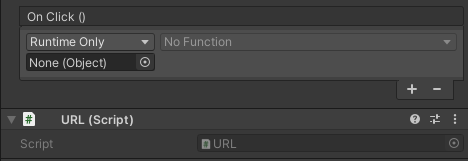 On Click ()
Runtime Only No Function
None (Object)
+ −
# URL (Script)
Script # URL